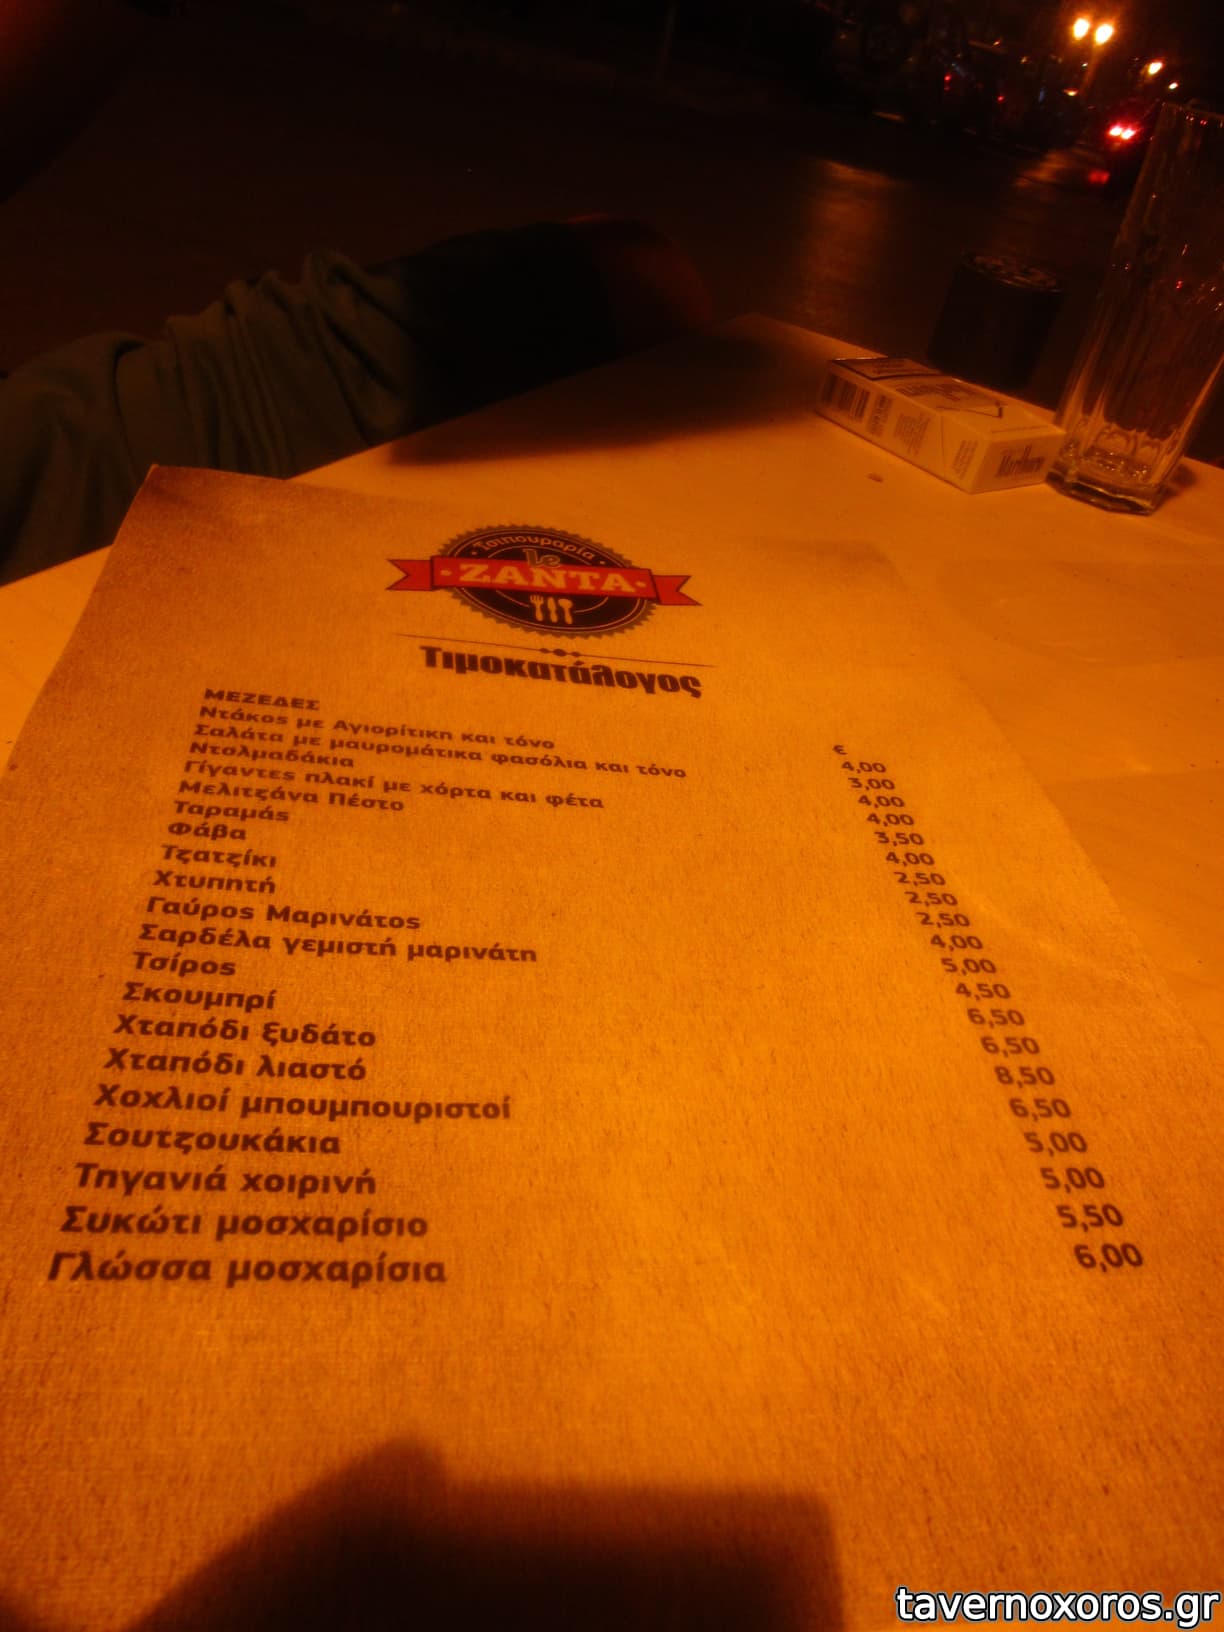 Τσιπουραρία
le
ΖΑΝΤΑ
Τιμοκατάλογος
ΜΕΖΕΔΕΣ €
Ντάκος με Αγιορίτικη και τόνο 4,00
Σαλάτα με μαυρομάτικα φασόλια και τόνο 3,00
Ντολμαδάκια 4,00
Γίγαντες πλακί με χόρτα και φέτα 4,00
Μελιτζάνα Πέστο 3,50
Ταραμάς 4,00
Φάβα 2,50
Τζατζίκι 2,50
Χτυπητή 2,50
Γαύρος Μαρινάτος 4,00
Σαρδέλα γεμιστή μαρινάτη 5,00
Τσίρος 4,50
Σκουμπρί 6,50
Χταπόδι ξυδάτο 6,50
Χταπόδι λιαστό 8,50
Χοχλιοί μπουμπουριστοί 6,50
Σουτζουκάκια 5,00
Τηγανιά χοιρινή 5,00
Συκώτι μοσχαρίσιο 5,50
Γλώσσα μοσχαρίσια 6,00
Marlboro
tavernoxoros.gr